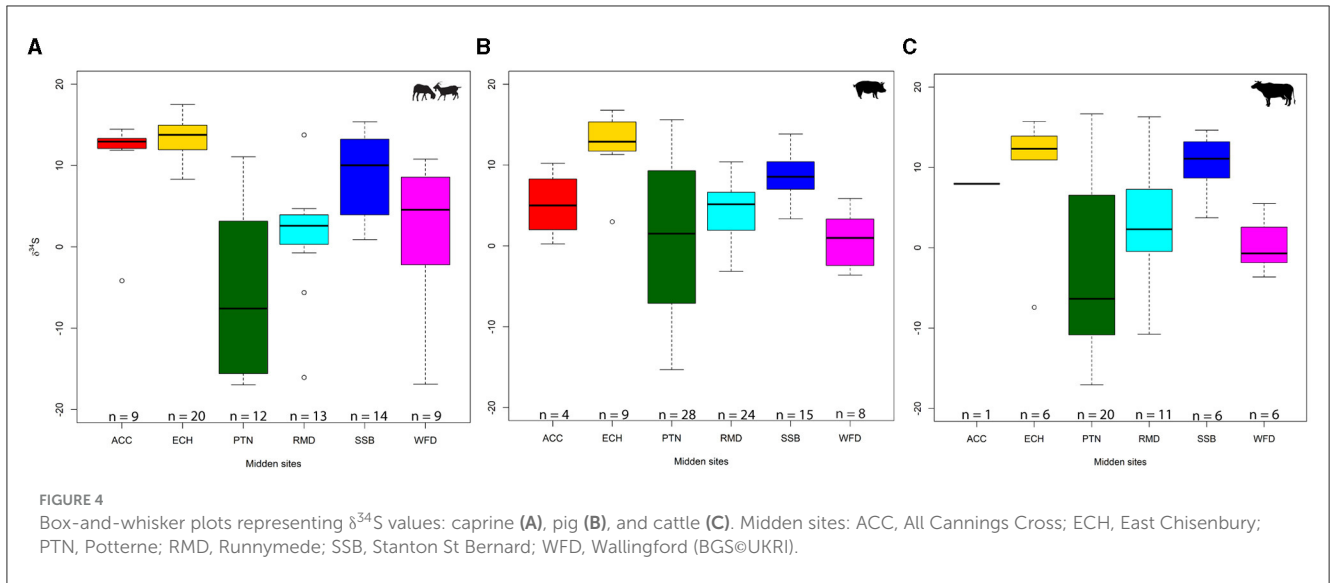 A
20
10
0
-10
-20
δ³⁴S
n = 9 n = 20 n = 12 n = 13 n = 14 n = 9
ACC ECH PTN RMD SSB WFD
Midden sites
B
20
10
0
-10
-20
n = 4 n = 9 n = 28 n = 24 n = 15 n = 8
ACC ECH PTN RMD SSB WFD
Midden sites
C
20
10
0
-10
-20
n = 1 n = 6 n = 20 n = 11 n = 6 n = 6
ACC ECH PTN RMD SSB WFD
Midden sites
FIGURE 4
Box-and-whisker plots representing δ³⁴S values: caprine (A), pig (B), and cattle (C). Midden sites: ACC, All Cannings Cross; ECH, East Chisenbury;
PTN, Potterne; RMD, Runnymede; SSB, Stanton St Bernard; WFD, Wallingford (BGS©UKRI).